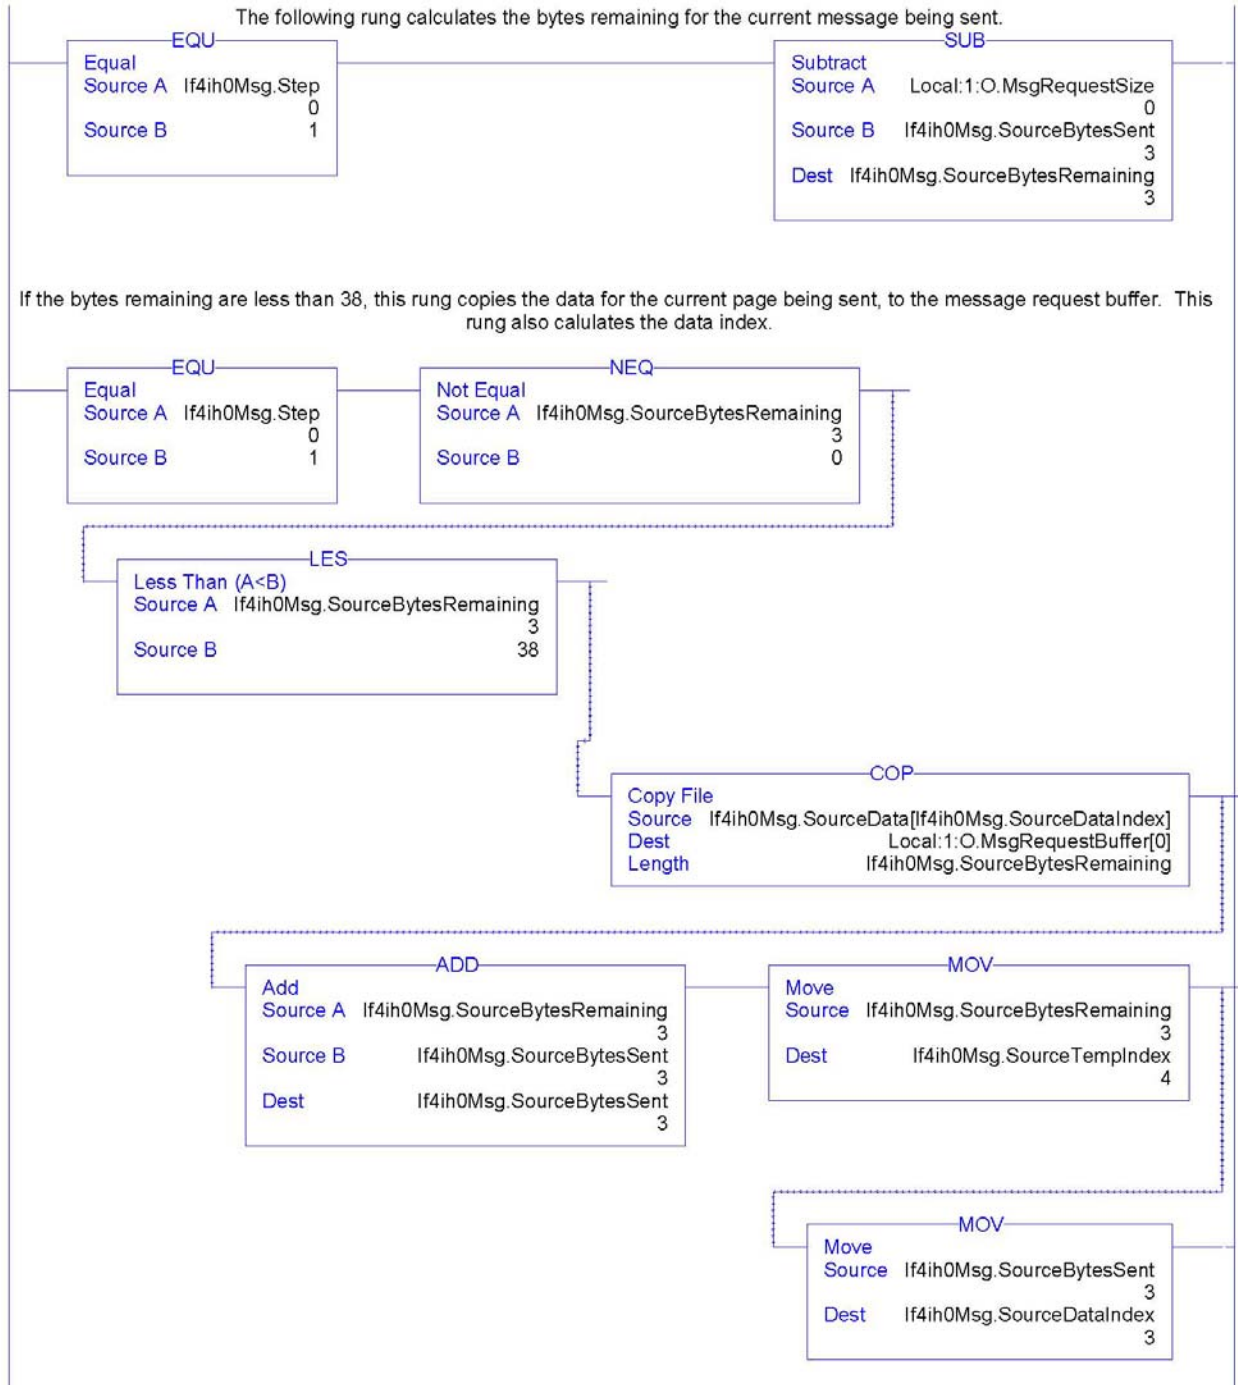 The following rung calculates the bytes remaining for the current message being sent.
EQU
Equal
Source A If4ih0Msg.Step
0
Source B 1
SUB
Subtract
Source A Local:1:O.MsgRequestSize
0
Source B If4ih0Msg.SourceBytesSent
3
Dest If4ih0Msg.SourceBytesRemaining
3
If the bytes remaining are less than 38, this rung copies the data for the current page being sent, to the message request buffer. This
rung also calulates the data index.
EQU
Equal
Source A If4ih0Msg.Step
0
Source B 1
NEQ
Not Equal
Source A If4ih0Msg.SourceBytesRemaining
3
Source B 0
LES
Less Than (A<B)
Source A If4ih0Msg.SourceBytesRemaining
3
Source B 38
COP
Copy File
Source If4ih0Msg.SourceData[If4ih0Msg.SourceDataIndex]
Dest Local:1:O.MsgRequestBuffer[0]
Length If4ih0Msg.SourceBytesRemaining
ADD
Add
Source A If4ih0Msg.SourceBytesRemaining
3
Source B If4ih0Msg.SourceBytesSent
3
Dest If4ih0Msg.SourceBytesSent
3
MOV
Move
Source If4ih0Msg.SourceBytesRemaining
3
Dest If4ih0Msg.SourceTempIndex
4
MOV
Move
Source If4ih0Msg.SourceBytesSent
3
Dest If4ih0Msg.SourceDataIndex
3